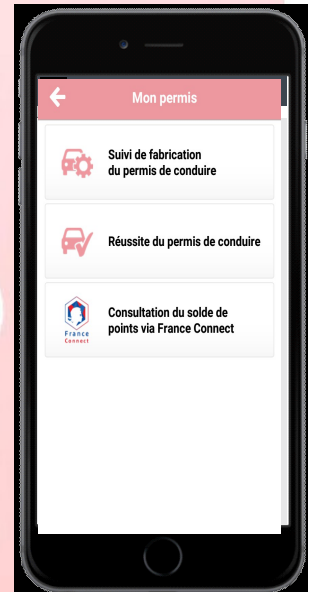 Mon permis
Suivi de fabrication
du permis de conduire
Réussite du permis de conduire
Consultation du solde de
points via France Connect
France
Connect